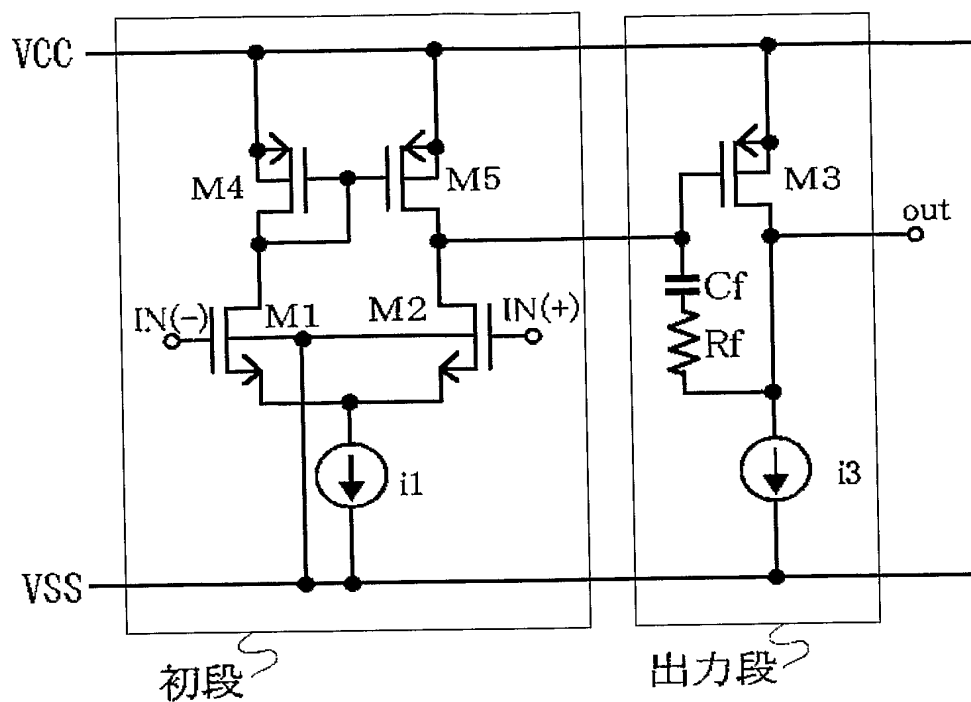 VCC
M4
M5
M3
out
IN(-)
M1
M2
IN(+)
Cf
Rf
i1
i3
VSS
初段
出力段